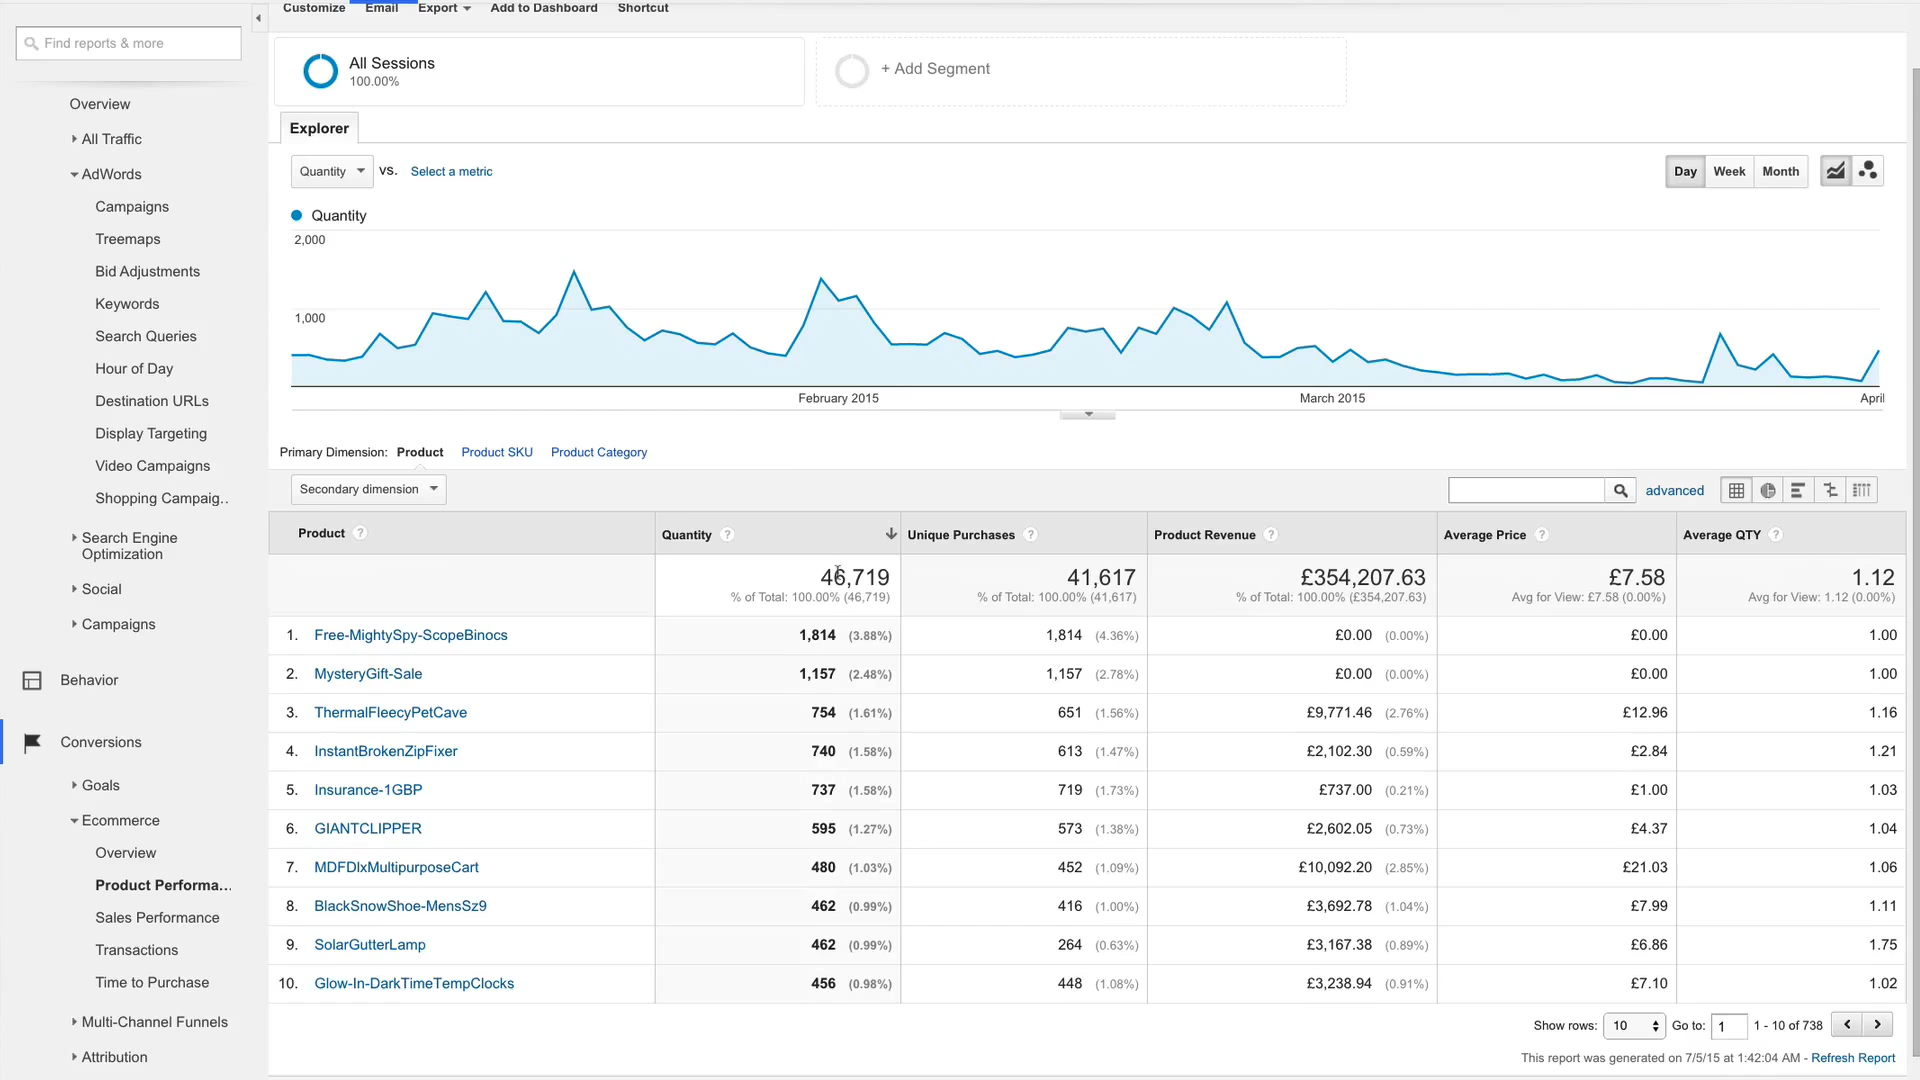 Customize Email Export Add to Dashboard Shortcut
Find reports & more
All Sessions
100.00%
+ Add Segment
Overview
All Traffic
AdWords
Campaigns
Treemaps
Bid Adjustments
Keywords
Search Queries
Hour of Day
Destination URLs
Display Targeting
Video Campaigns
Shopping Campaig..
Search Engine
Optimization
Social
Campaigns
Behavior
Conversions
Goals
Ecommerce
Overview
Product Performa...
Sales Performance
Transactions
Time to Purchase
Multi-Channel Funnels
Attribution
Explorer
Quantity VS. Select a metric
Day Week Month
Quantity
2,000
1,000
February 2015 March 2015 April
Primary Dimension: Product Product SKU Product Category
Secondary dimension advanced
Product ? Quantity ? Unique Purchases ? Product Revenue ? Average Price ? Average QTY ?
46,719 41,617 £354,207.63 £7.58 1.12
% of Total: 100.00% (46,719) % of Total: 100.00% (41,617) % of Total: 100.00% (£354,207.63) Avg for View: £7.58 (0.00%) Avg for View: 1.12 (0.00%)
1. Free-MightySpy-ScopeBinocs 1,814 (3.88%) 1,814 (4.36%) £0.00 (0.00%) £0.00 1.00
2. MysteryGift-Sale 1,157 (2.48%) 1,157 (2.78%) £0.00 (0.00%) £0.00 1.00
3. ThermalFleecyPetCave 754 (1.61%) 651 (1.56%) £9,771.46 (2.76%) £12.96 1.16
4. InstantBrokenZipFixer 740 (1.58%) 613 (1.47%) £2,102.30 (0.59%) £2.84 1.21
5. Insurance-1GBP 737 (1.58%) 719 (1.73%) £737.00 (0.21%) £1.00 1.03
6. GIANTCLIPPER 595 (1.27%) 573 (1.38%) £2,602.05 (0.73%) £4.37 1.04
7. MDFDlxMultipurposeCart 480 (1.03%) 452 (1.09%) £10,092.20 (2.85%) £21.03 1.06
8. BlackSnowShoe-MensSz9 462 (0.99%) 416 (1.00%) £3,692.78 (1.04%) £7.99 1.11
9. SolarGutterLamp 462 (0.99%) 264 (0.63%) £3,167.38 (0.89%) £6.86 1.75
10. Glow-In-DarkTimeTempClocks 456 (0.98%) 448 (1.08%) £3,238.94 (0.91%) £7.10 1.02
Show rows: 10 Go to: 1 1 - 10 of 738
This report was generated on 7/5/15 at 1:42:04 AM - Refresh Report